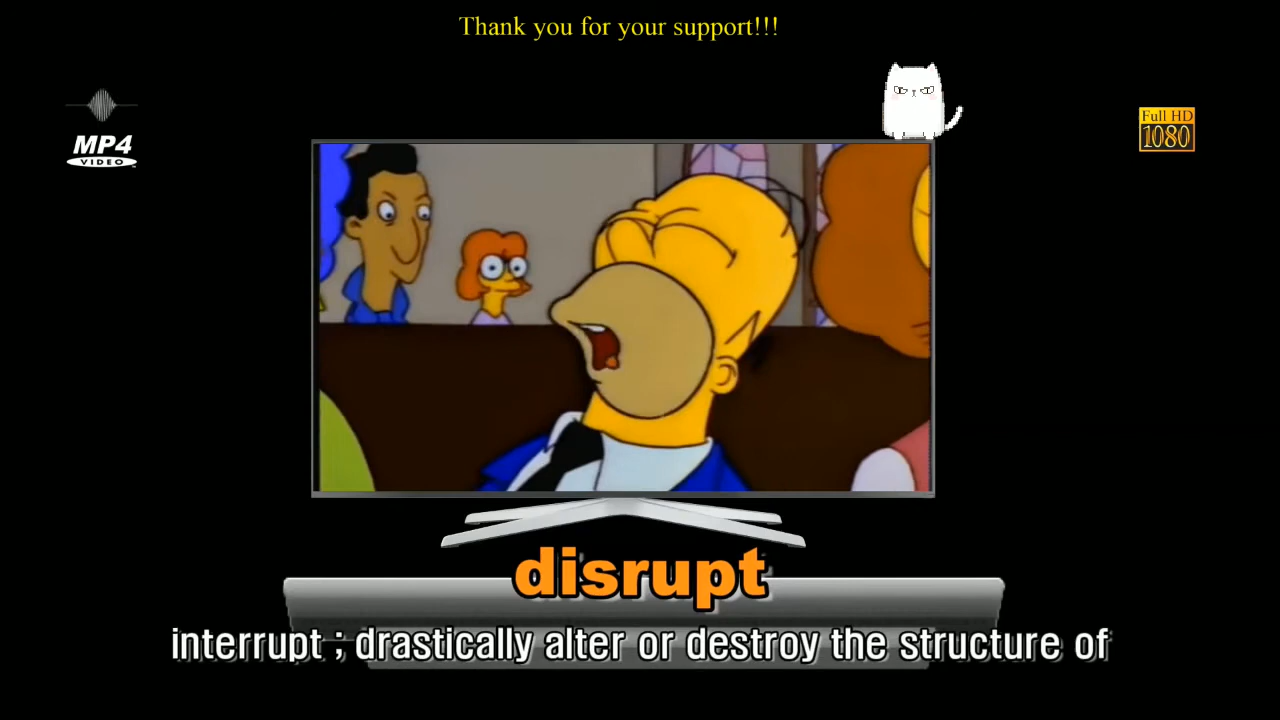 Thank you for your support!!!
MP4
VIDEO
Full HD
1080
disrupt
interrupt ; drastically alter or destroy the structure of